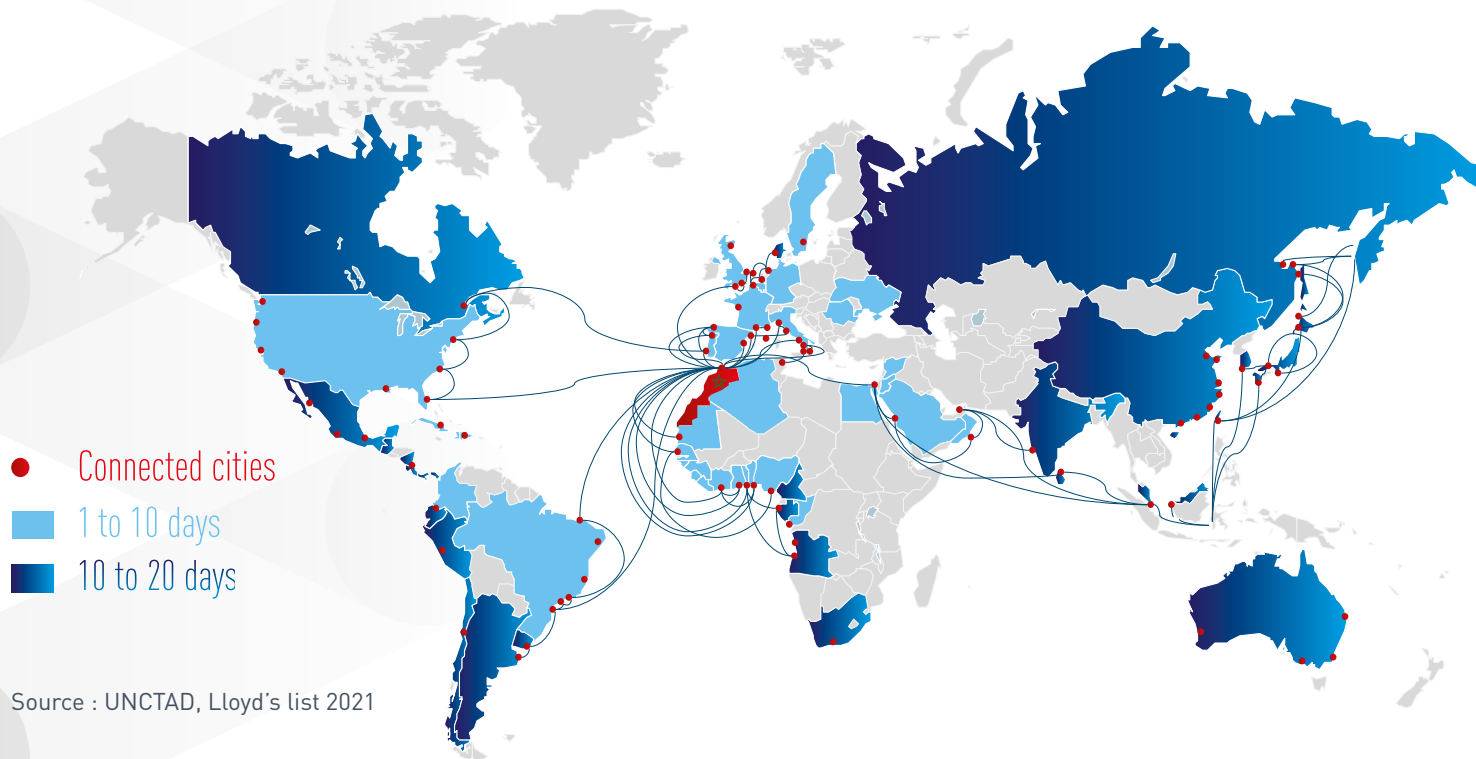 Connected cities
1 to 10 days
10 to 20 days
Source : UNCTAD, Lloyd’s list 2021